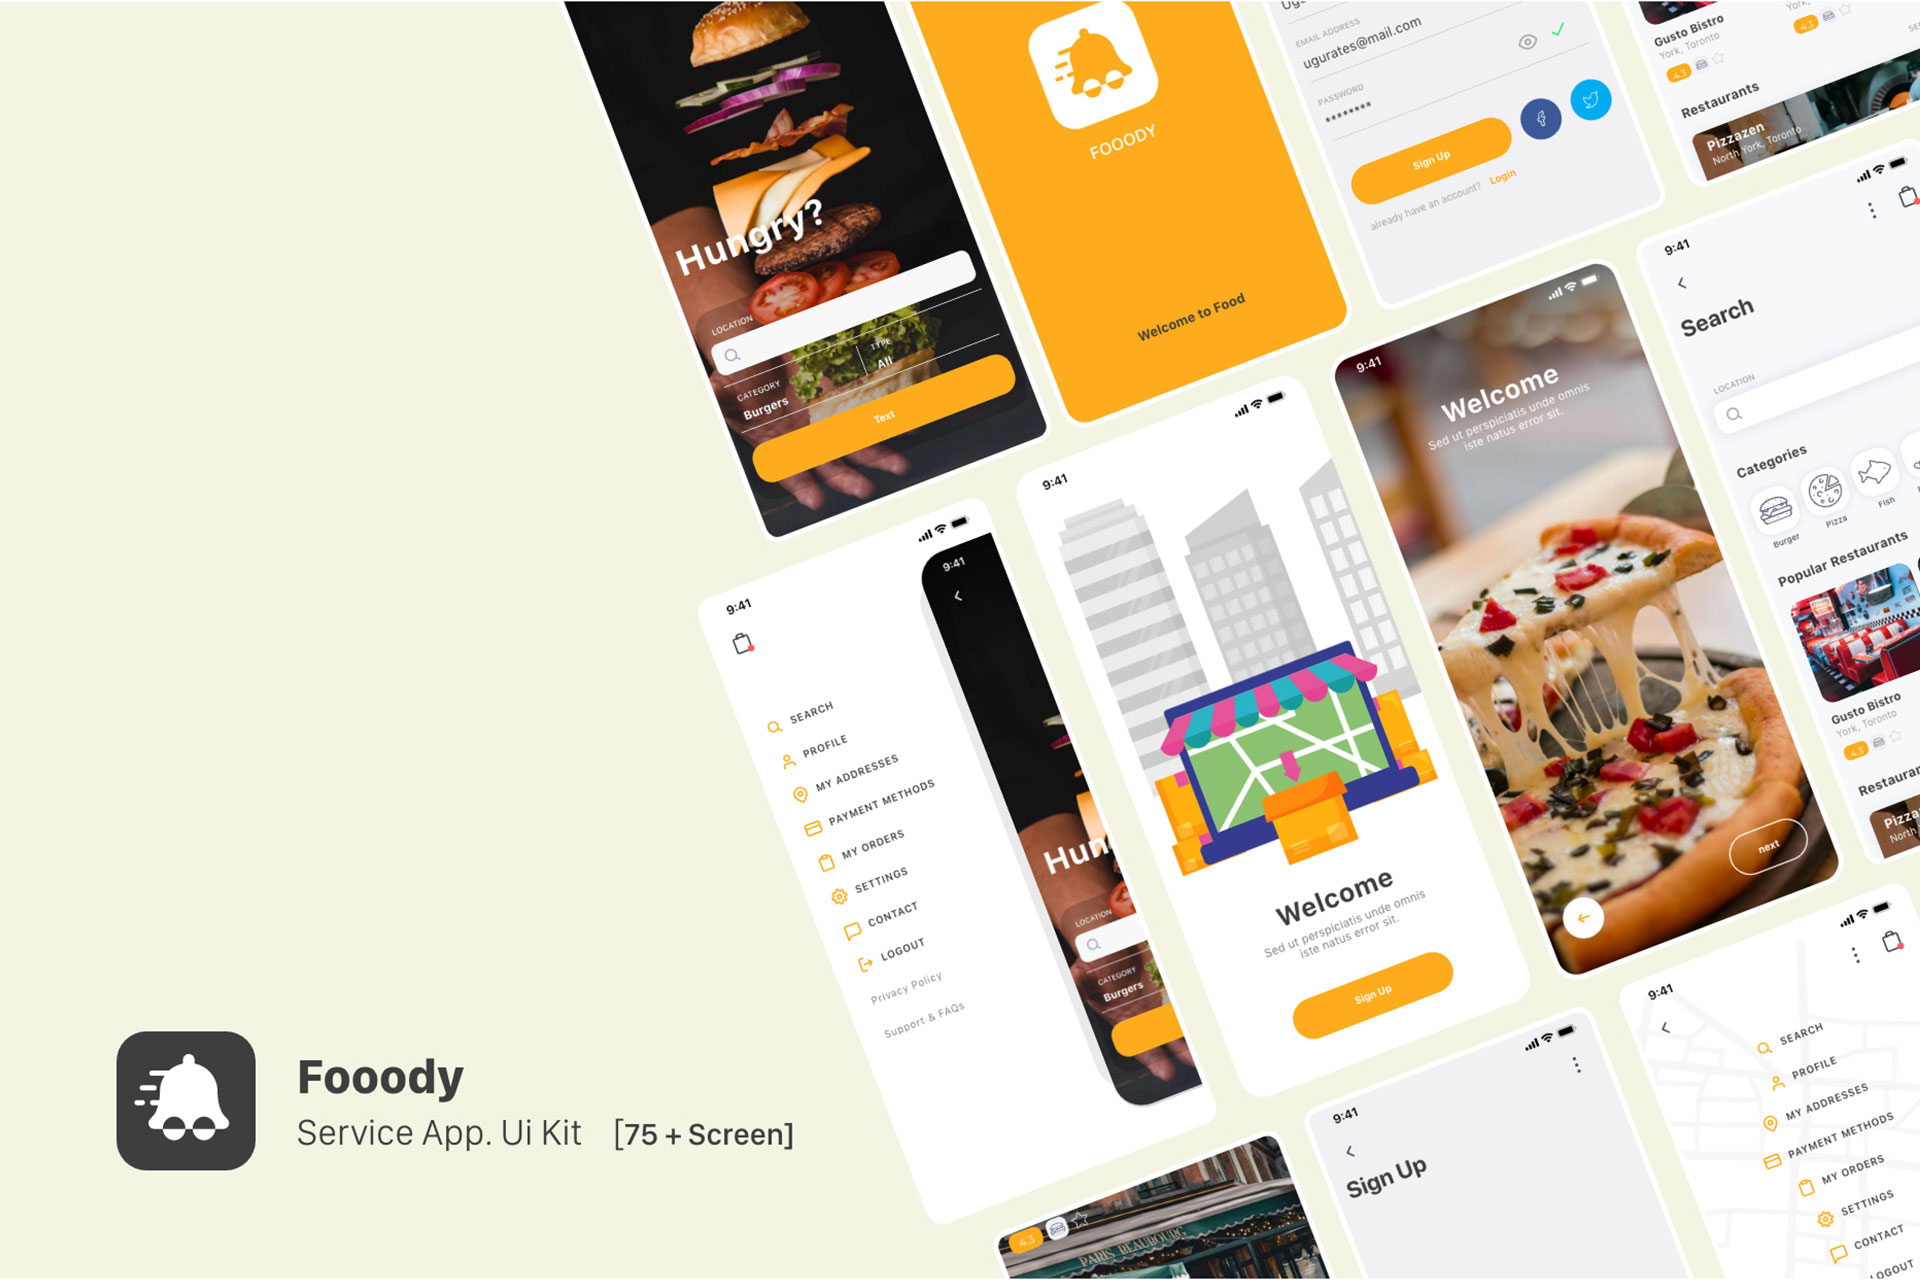 Hungry?
LOCATION
CATEGORY
Burgers
TYPE
All
Text
FOOODY
Welcome to Food
EMAIL ADDRESS
ugurates@mail.com
PASSWORD
********
Sign Up
already have an account? Login
Gusto Bistro
York, Toronto
4.3
4.3
Restaurants
Pizzazen
North York, Toronto
9:41
SEARCH
PROFILE
MY ADDRESSES
PAYMENT METHODS
MY ORDERS
SETTINGS
CONTACT
LOGOUT
Privacy Policy
Support & FAQs
9:41
Hun
LOCATION
CATEGORY
Burgers
9:41
Welcome
Sed ut perspiciatis unde omnis
iste natus error sit.
Sign Up
9:41
Welcome
Sed ut perspiciatis unde omnis
iste natus error sit.
next
9:41
Search
LOCATION
Categories
Burger
Pizza
Fish
Popular Restaurants
Gusto Bistro
York, Toronto
4.3
Restauran
Pizza
North
4.3
PARIS BEAUBOURG
9:41
Sign Up
9:41
SEARCH
PROFILE
MY ADDRESSES
PAYMENT METHODS
MY ORDERS
SETTINGS
CONTACT
LOGOUT
Fooody
Service App. Ui Kit [75 + Screen]